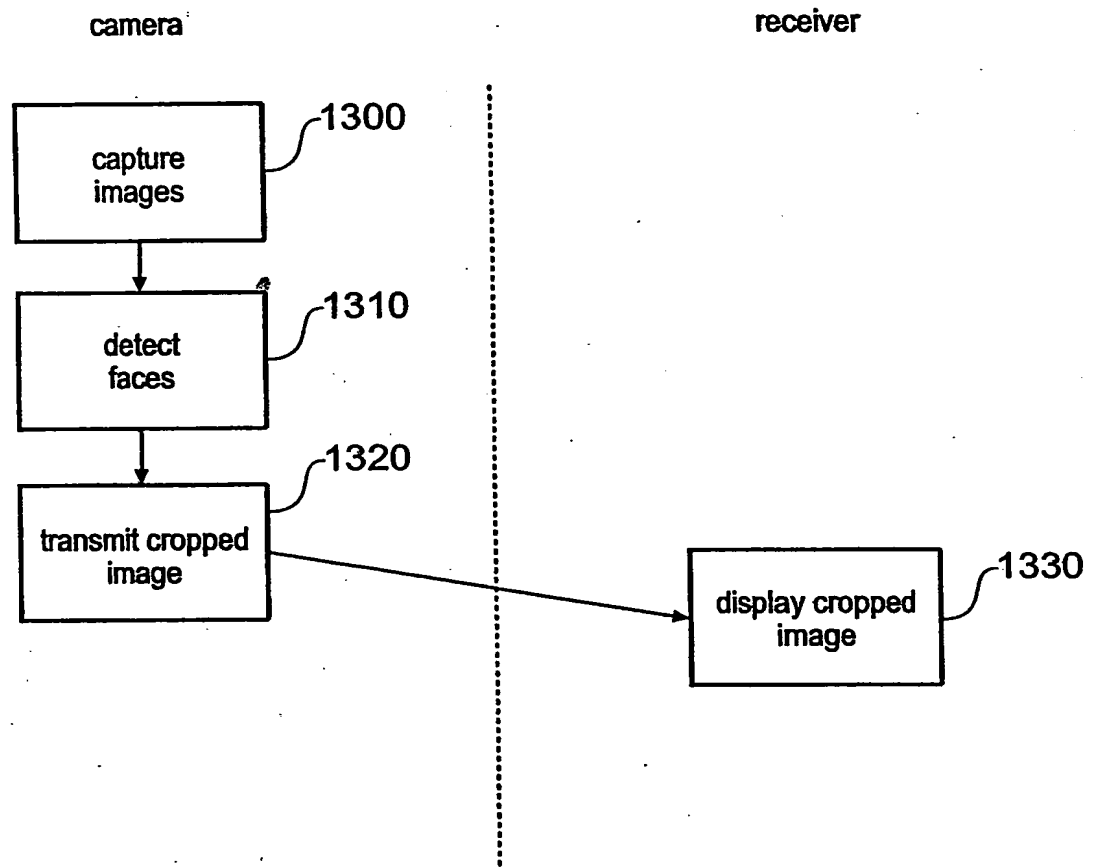 camera
receiver
1300
capture
images
1310
detect
faces
1320
transmit cropped
image
1330
display cropped
image